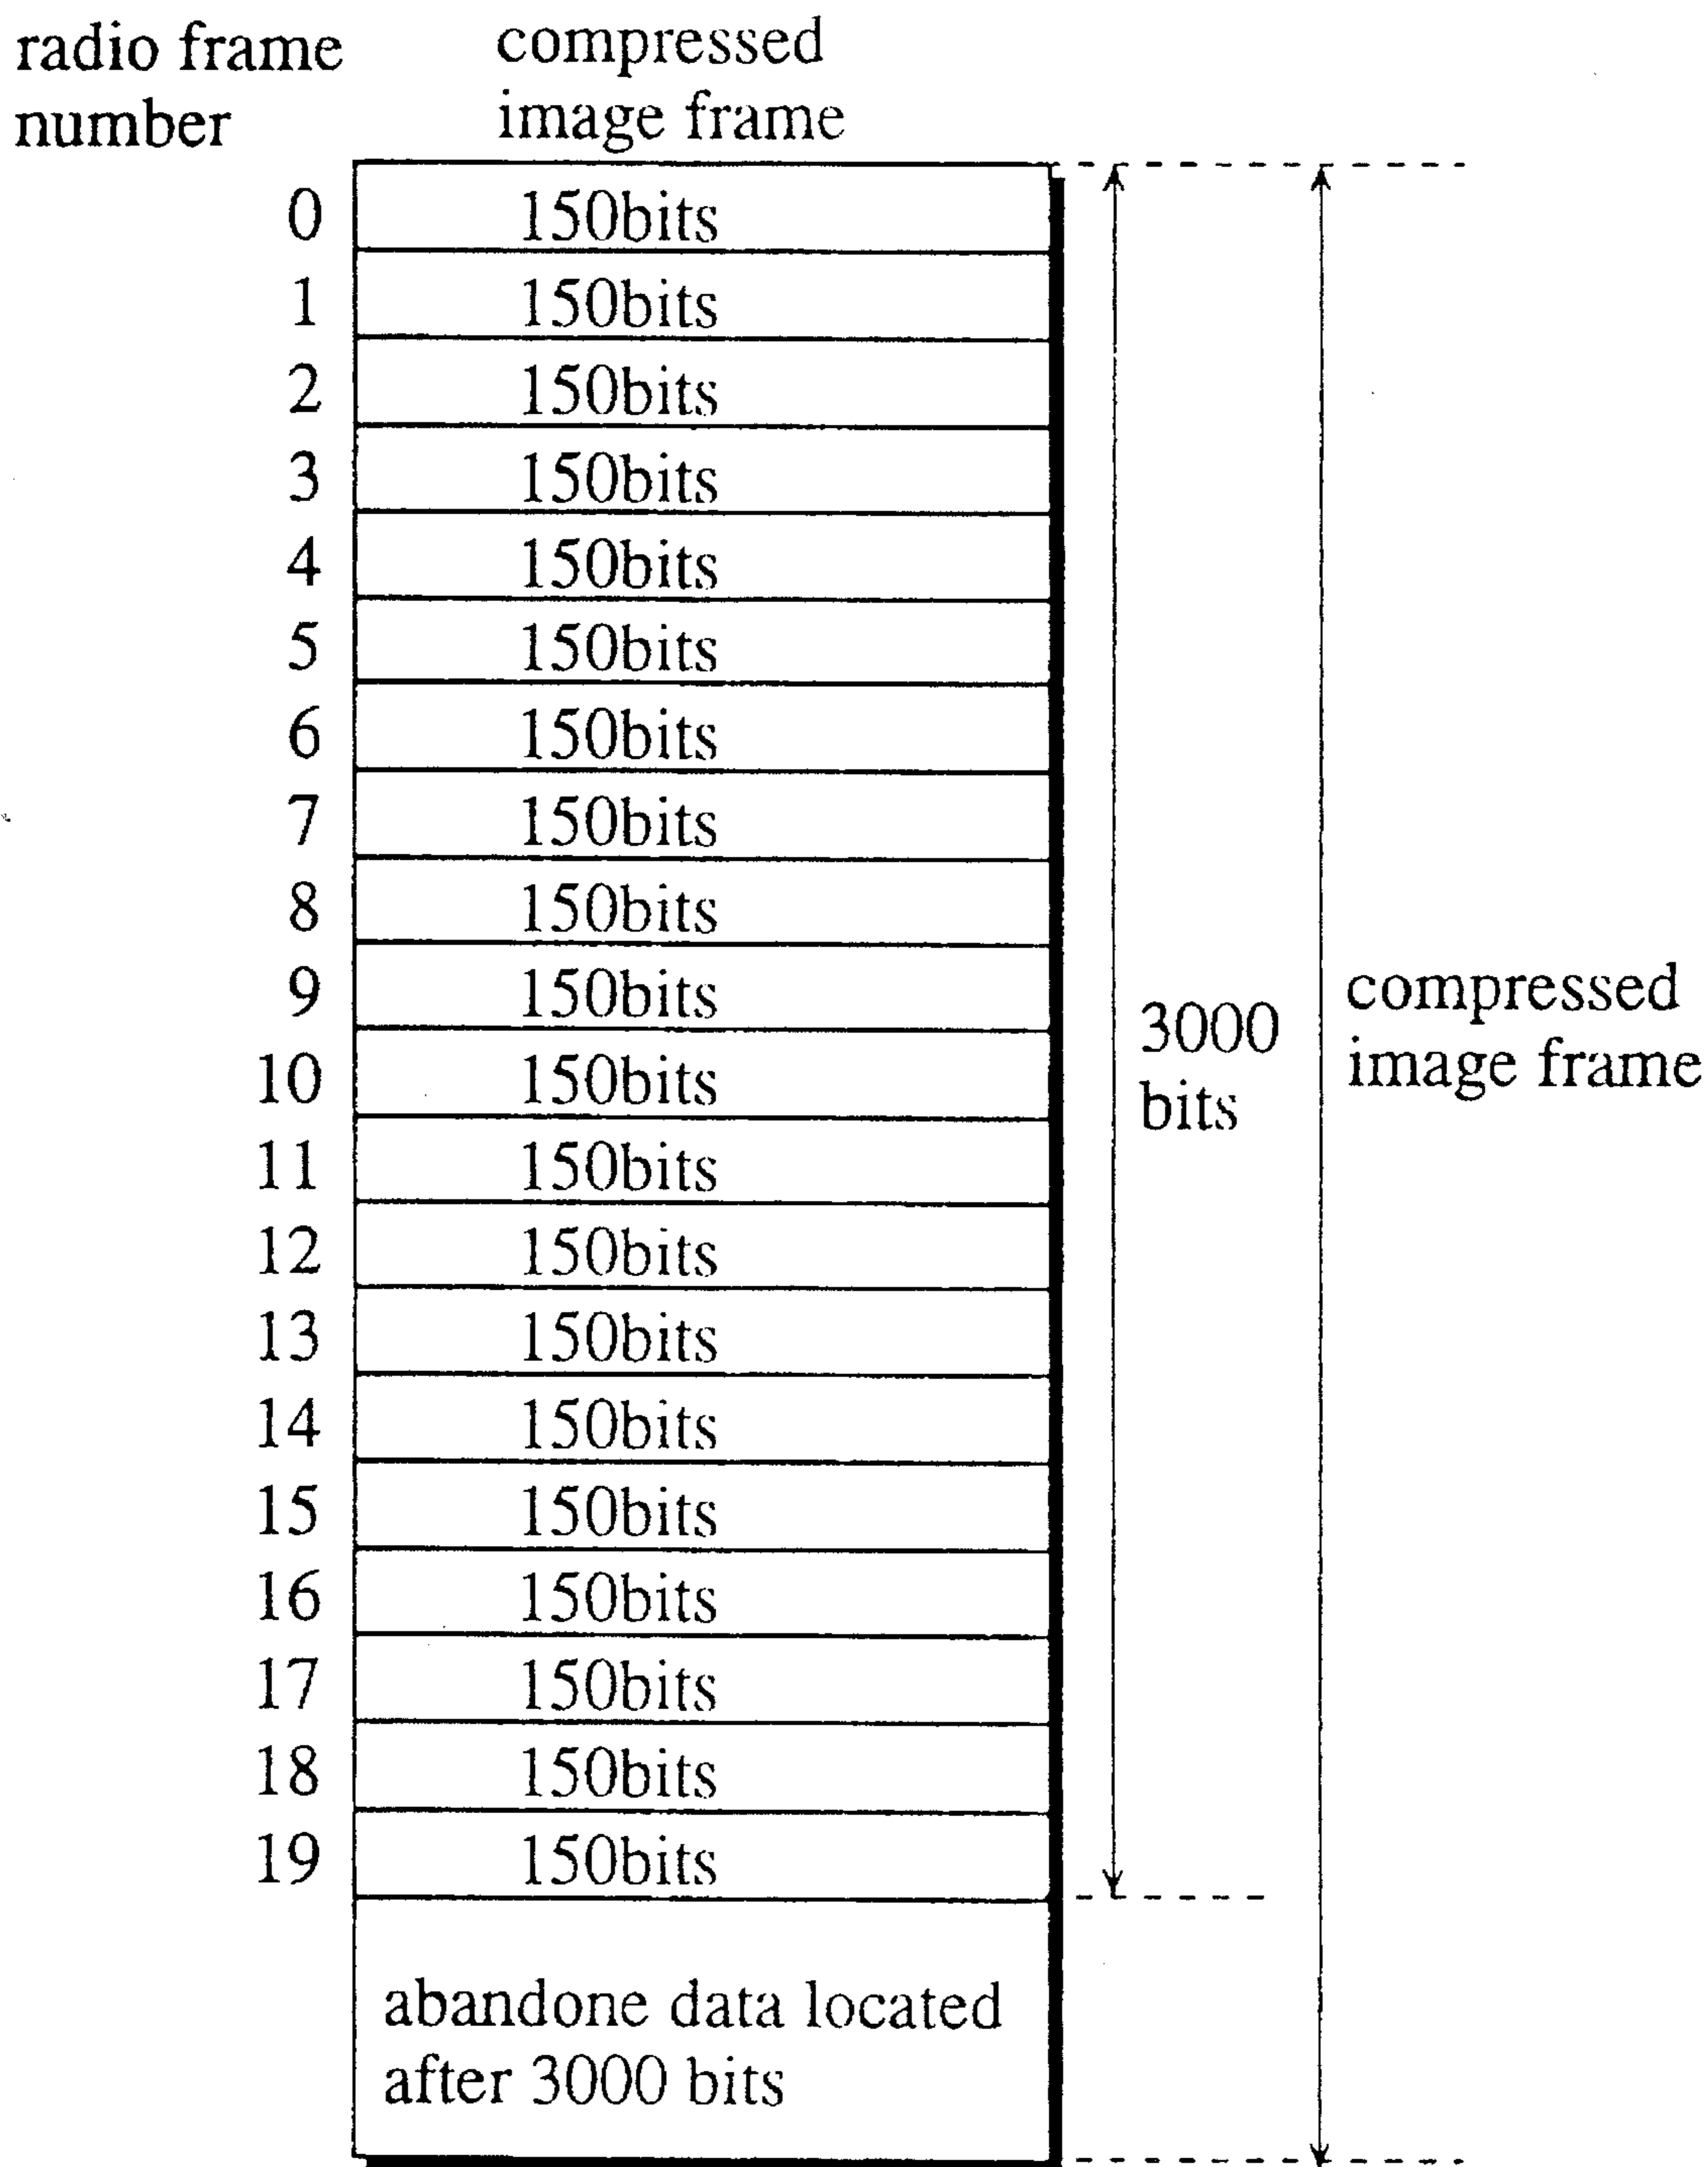 radio frame
number
compressed
image frame
0 150bits
1 150bits
2 150bits
3 150bits
4 150bits
5 150bits
6 150bits
7 150bits
8 150bits
9 150bits
10 150bits
11 150bits
12 150bits
13 150bits
14 150bits
15 150bits
16 150bits
17 150bits
18 150bits
19 150bits
abandone data located
after 3000 bits
3000
bits
compressed
image frame